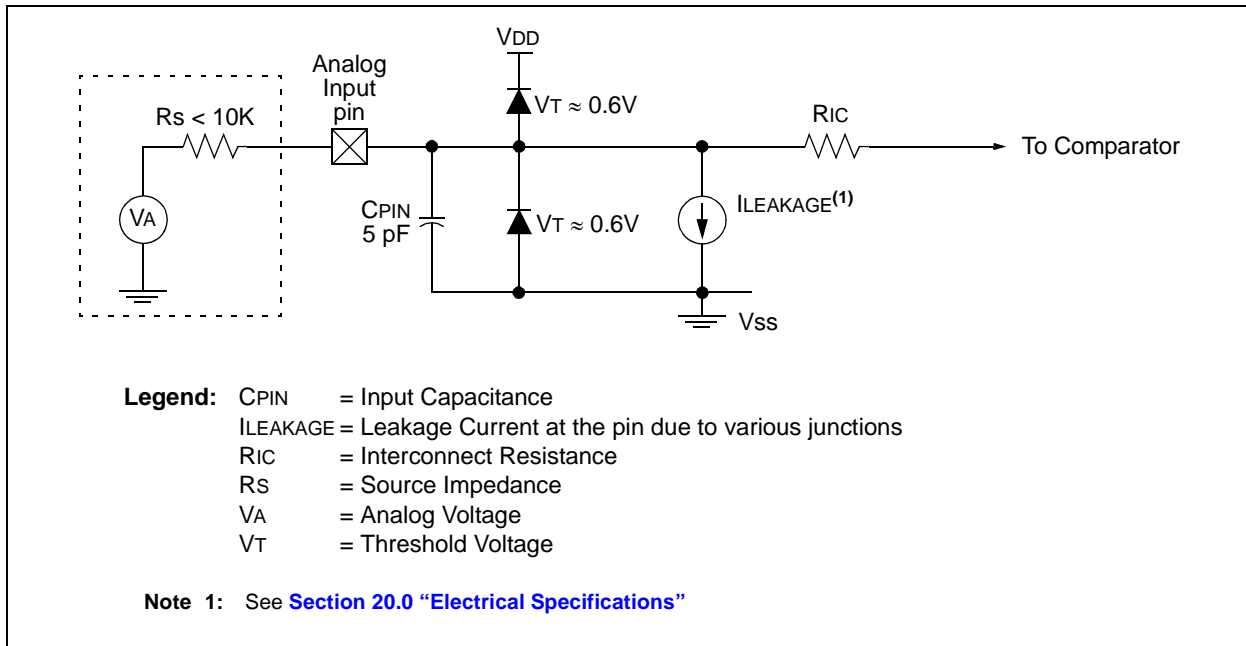 VDD
Analog
Input
pin
Rs < 10K
VT ≈ 0.6V
RIC
To Comparator
VA
CPIN
5 pF
VT ≈ 0.6V
ILEAKAGE(1)
Vss
Legend: CPIN = Input Capacitance
ILEAKAGE = Leakage Current at the pin due to various junctions
RIC = Interconnect Resistance
RS = Source Impedance
VA = Analog Voltage
VT = Threshold Voltage
Note 1: See Section 20.0 “Electrical Specifications”